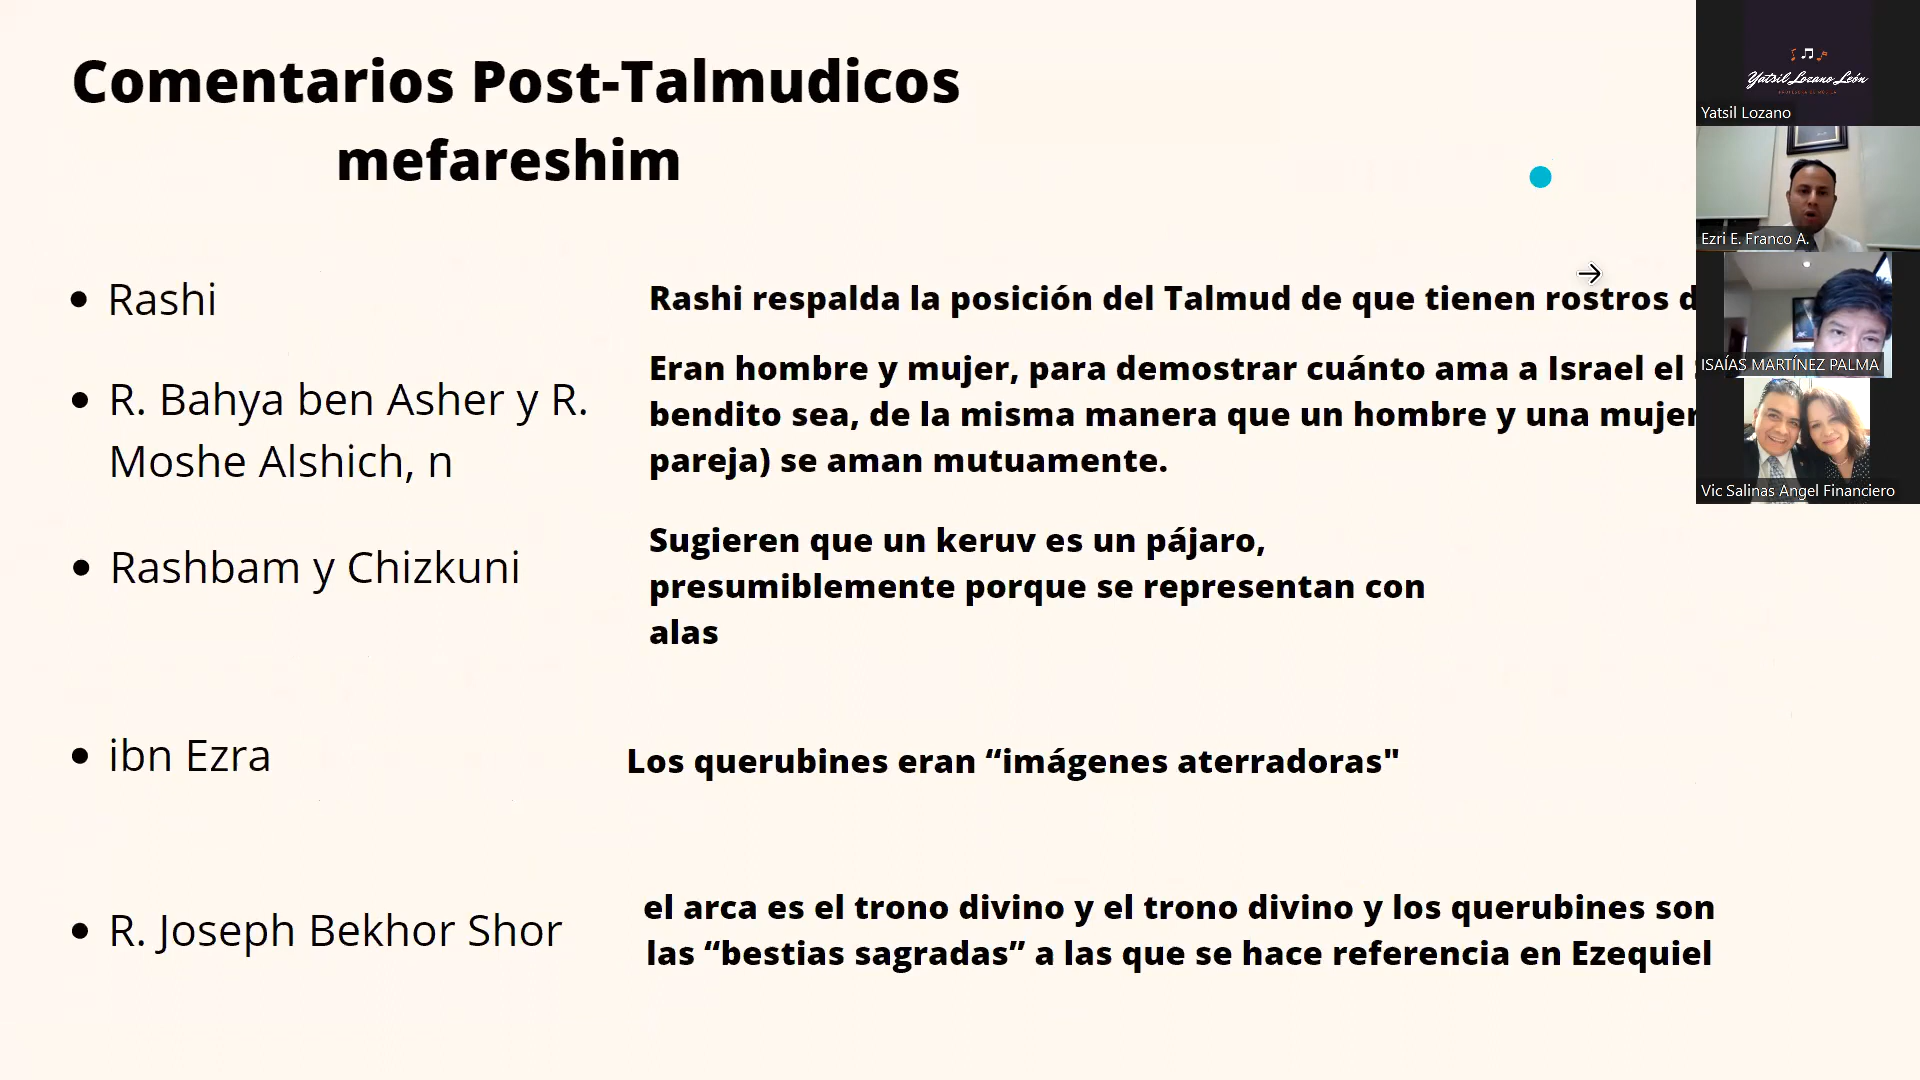 Comentarios Post-Talmudicos
mefareshim
• Rashi
Rashi respalda la posición del Talmud de que tienen rostros d
• R. Bahya ben Asher y R.
Moshe Alshich, n
Eran hombre y mujer, para demostrar cuánto ama a Israel el
bendito sea, de la misma manera que un hombre y una mujer
pareja) se aman mutuamente.
• Rashbam y Chizkuni
Sugieren que un keruv es un pájaro,
presumiblemente porque se representan con
alas
• ibn Ezra
Los querubines eran “imágenes aterradoras"
• R. Joseph Bekhor Shor
el arca es el trono divino y el trono divino y los querubines son
las “bestias sagradas” a las que se hace referencia en Ezequiel
Yatsil Lozano León
Yatsil Lozano
Ezri E. Franco A.
ISAÍAS MARTÍNEZ PALMA
Vic Salinas Angel Financiero